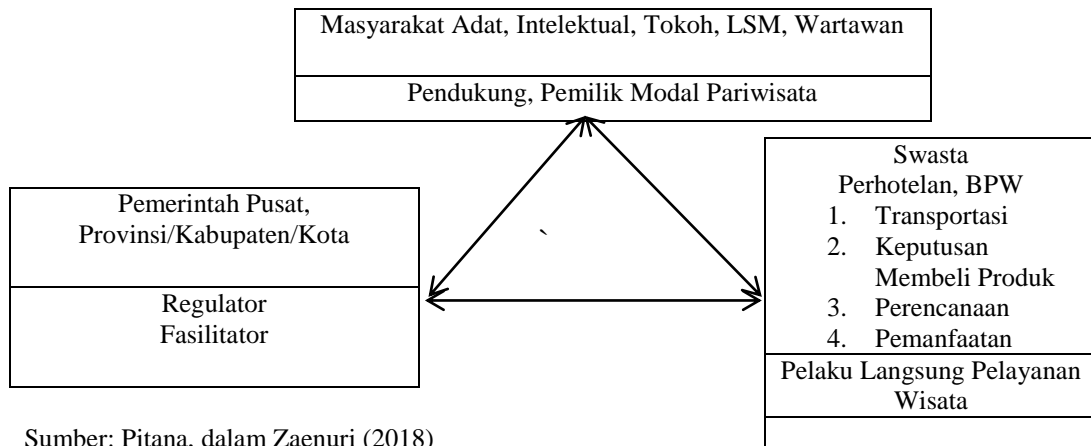 Masyarakat Adat, Intelektual, Tokoh, LSM, Wartawan
Pendukung, Pemilik Modal Pariwisata
Swasta
Perhotelan, BPW
1. Transportasi
2. Keputusan
Membeli Produk
3. Perencanaan
4. Pemanfaatan
Pelaku Langsung Pelayanan
Wisata
Pemerintah Pusat,
Provinsi/Kabupaten/Kota
Regulator
Fasilitator
`
Sumber: Pitana, dalam Zaenuri (2018)